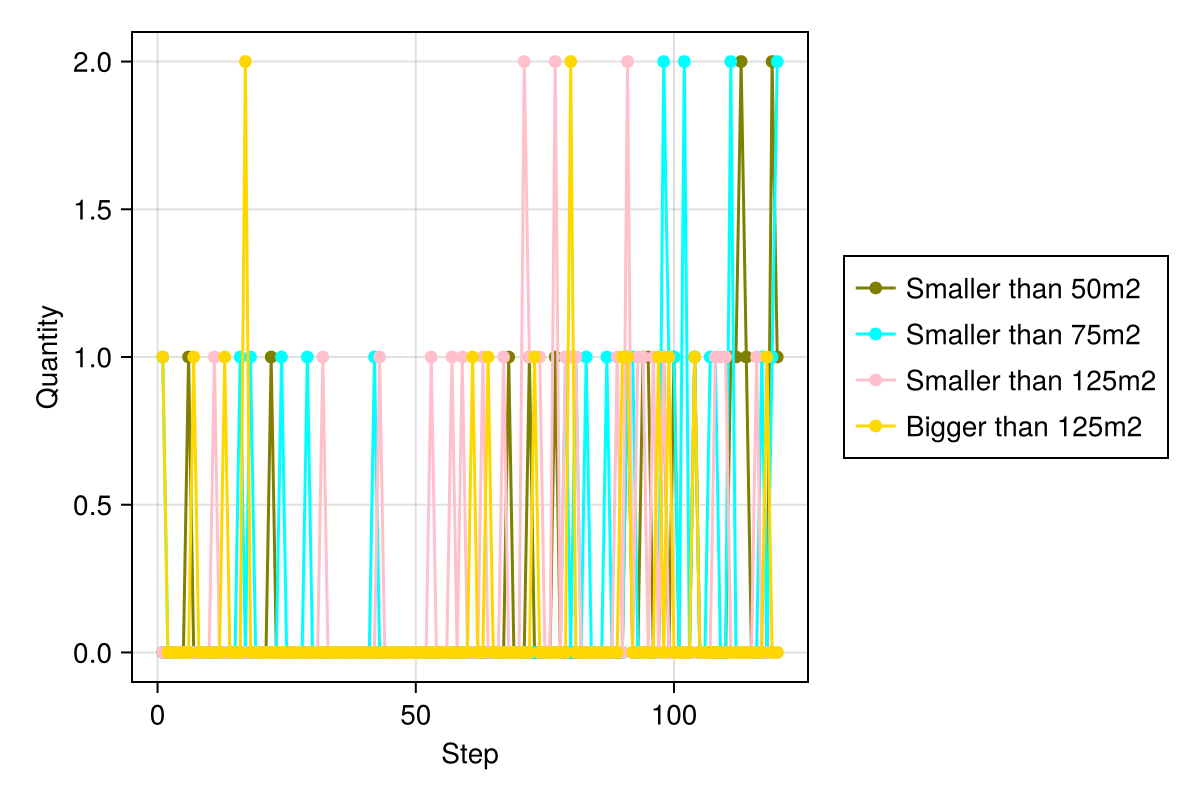 2.0
1.5
1.0
0.5
0.0
Quantity
0
50
100
Step
Smaller than 50m2
Smaller than 75m2
Smaller than 125m2
Bigger than 125m2